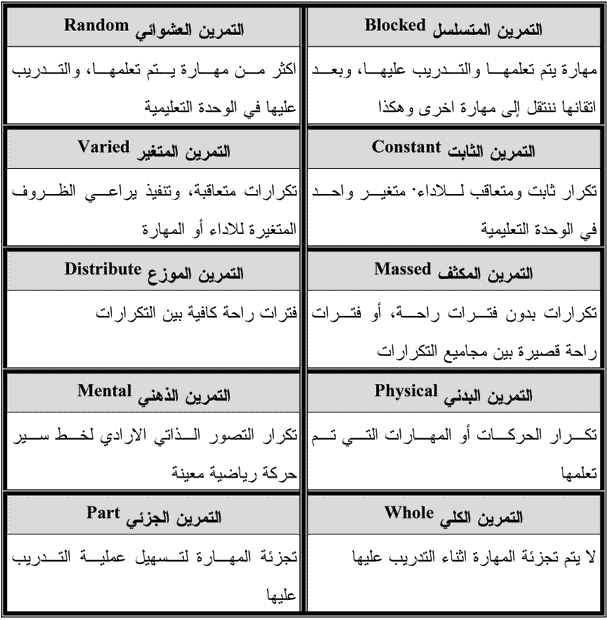 التمرين المتسلسل Blocked
مهارة يتم تعلمها والتدريب عليها، وبعد
اتقانها ننتقل إلى مهارة اخرى وهكذا
التمرين العشوائي Random
اكثر من مهارة يتم تعلمها، والتدريب
عليها في الوحدة التعليمية
التمرين الثابت Constant
تكرار ثابت ومتعاقب للاداء. متغير واحد
في الوحدة التعليمية
التمرين المتغير Varied
تكرارات متعاقبة، وتنفيذ يراعي الظروف
المتغيرة للاداء أو المهارة
التمرين المكثف Massed
تكرارات بدون فترات راحة، أو فترات
راحة قصيرة بين مجاميع التكرارات
التمرين الموزع Distribute
فترات راحة كافية بين التكرارات
التمرين البدني Physical
تكرار الحركات أو المهارات التي تم
تعلمها
التمرين الذهني Mental
تكرار التصور الذاتي الارادي لخط سير
حركة رياضية معينة
التمرين الكلي Whole
لا يتم تجزئة المهارة اثناء التدريب عليها
التمرين الجزئي Part
تجزئة المهارة لتسهيل عملية التدريب
عليها